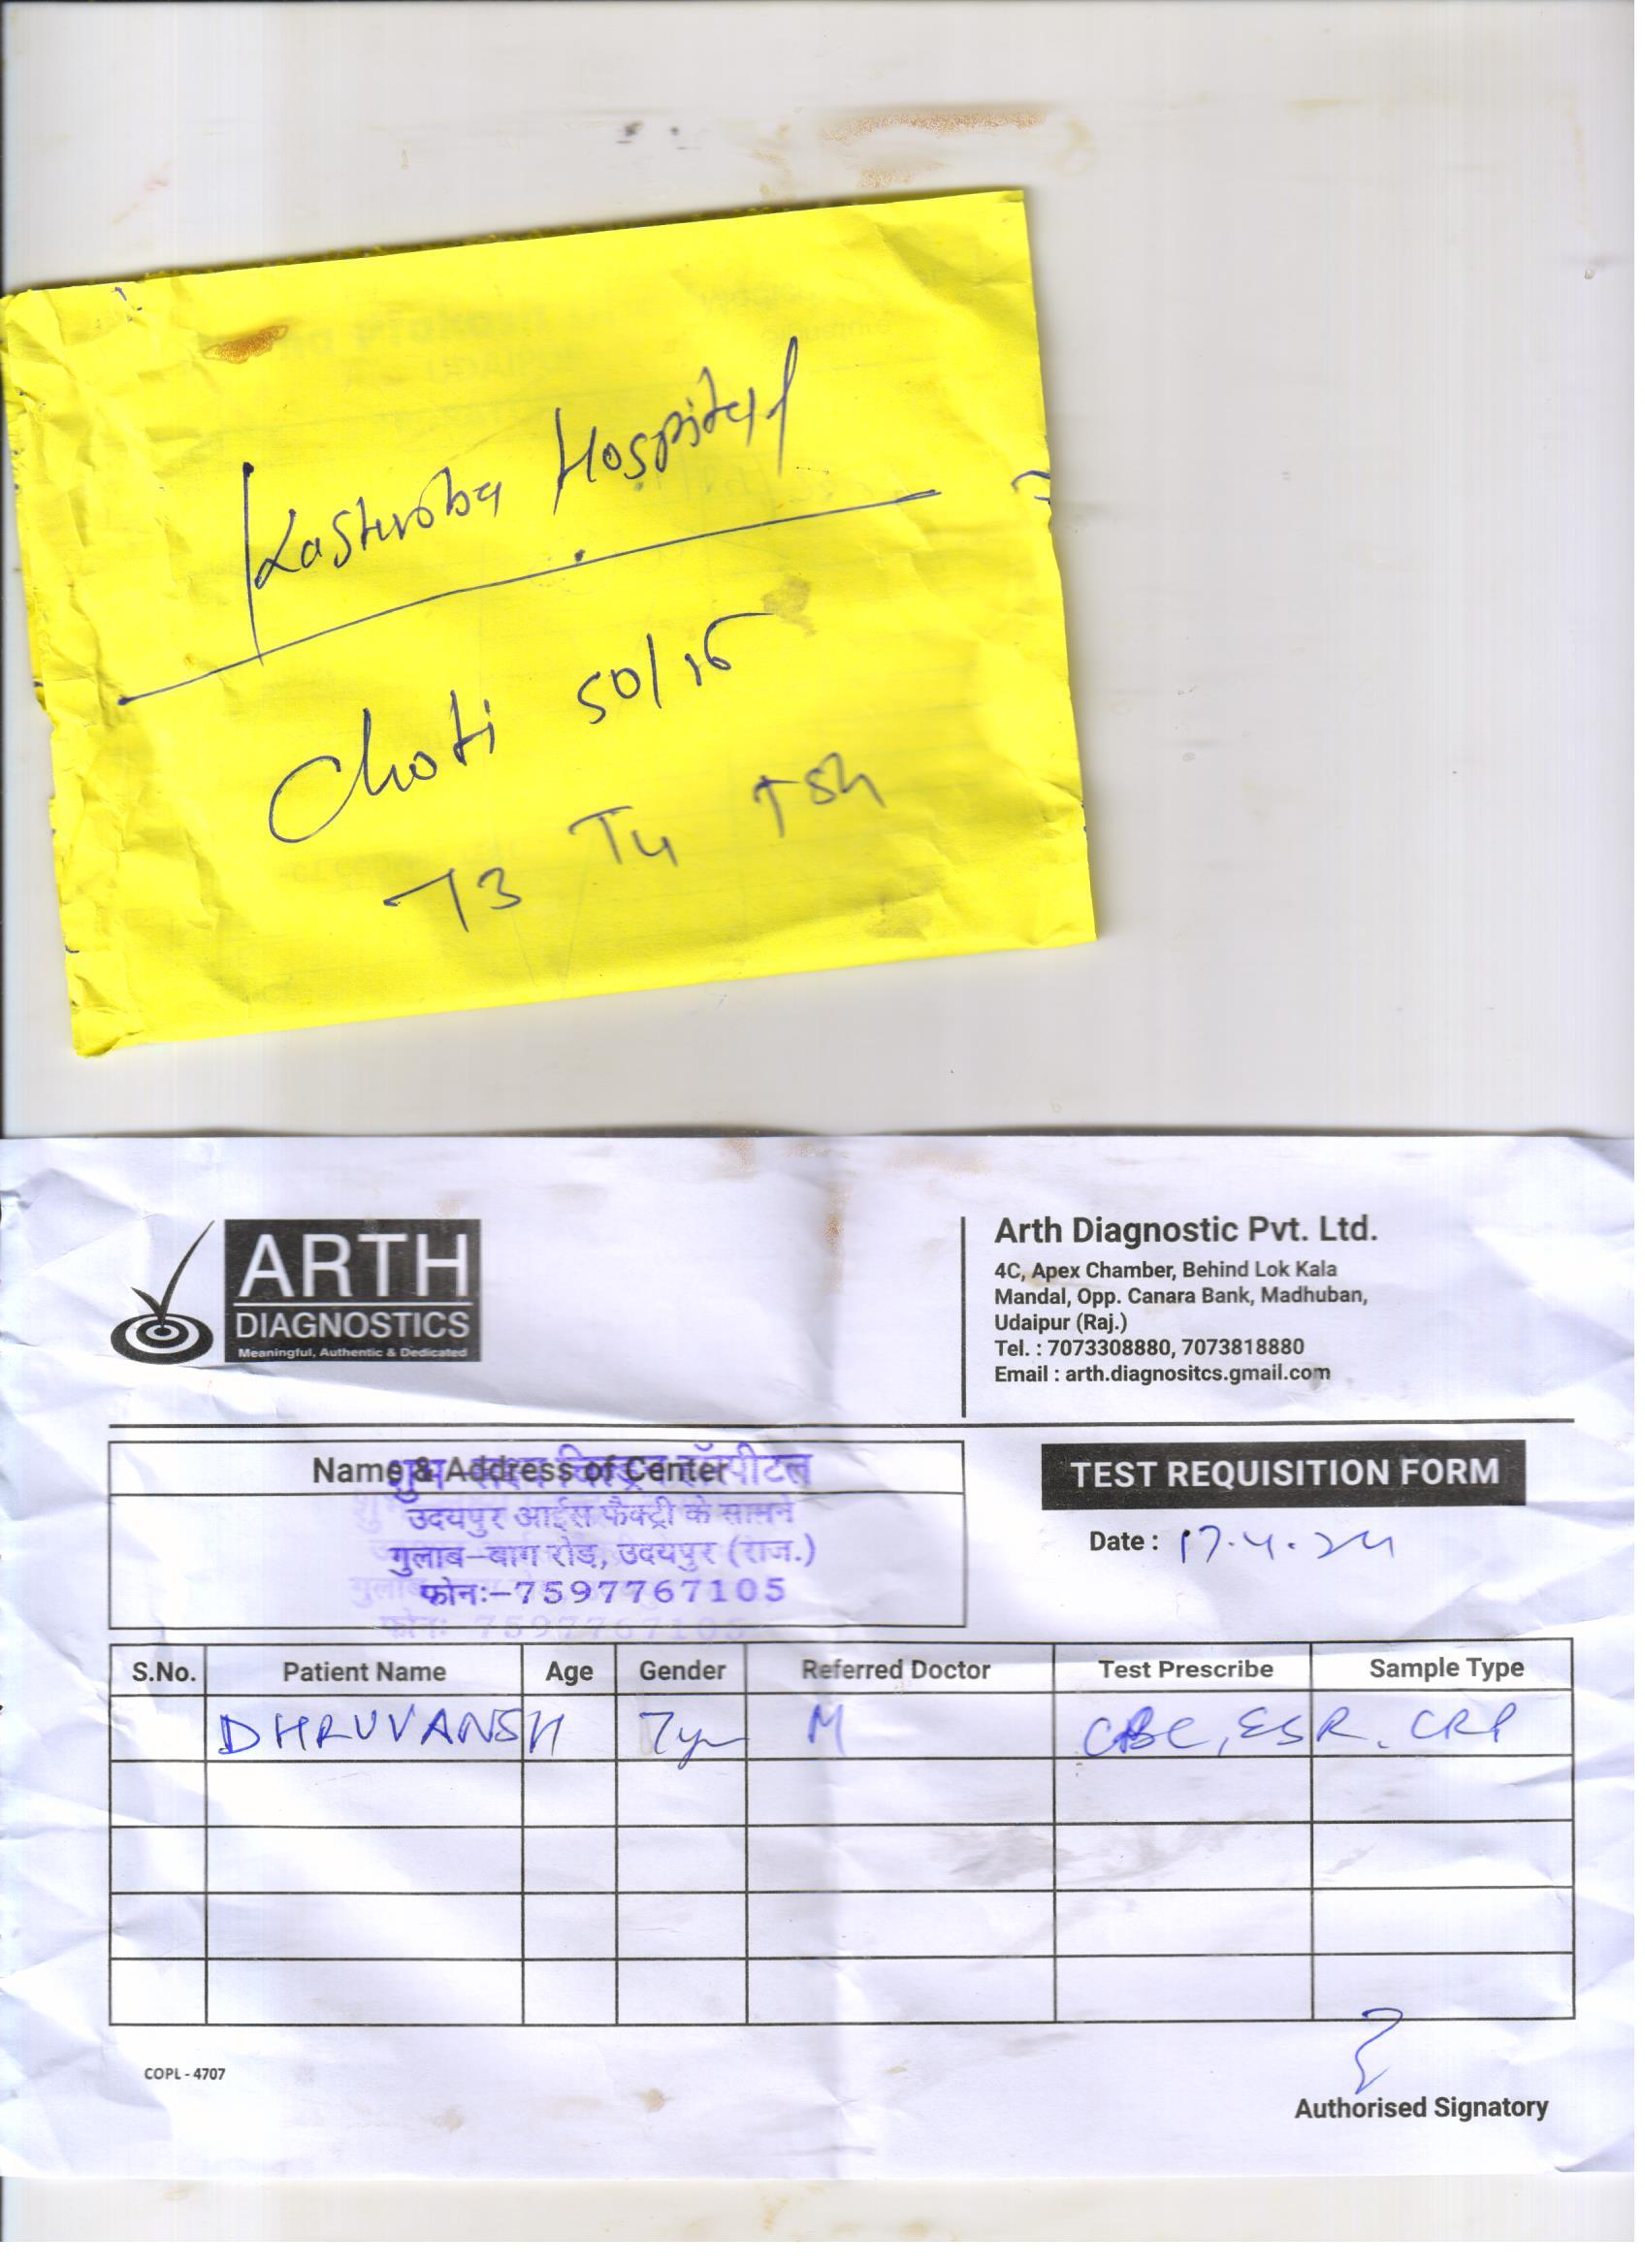 Kasturba Hospital
Choti 50/
T3 T4 Tsh
ARTH
DIAGNOSTICS
Meaningful, Authentic & Dedicated
Arth Diagnostic Pvt. Ltd.
4C, Apex Chamber, Behind Lok Kala
Mandal, Opp. Canara Bank, Madhuban,
Udaipur (Raj.)
Tel. : 7073308880, 7073818880
Email : arth.diagnositcs.gmail.com
Name & Address of Center
उदयपुर आईस फैक्ट्री के सामने
गुलाब-बाग रोड़, उदयपुर (राज.)
फोनः-7597767105
TEST REQUISITION FORM
Date : 17.4.24
S.No. Patient Name Age Gender Referred Doctor Test Prescribe Sample Type
DHRUVANSH 7yr M CBC, ESR, CRP
COPL - 4707
Authorised Signatory